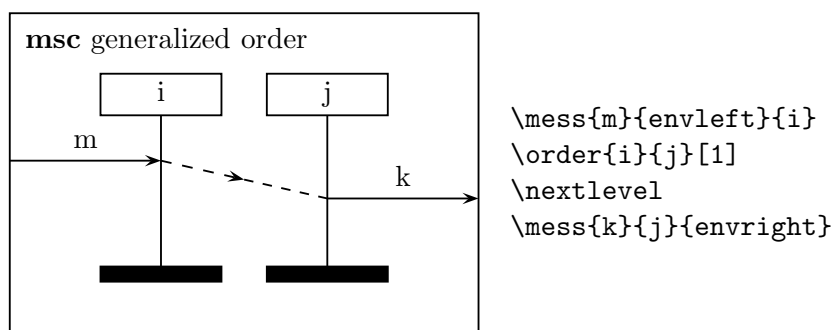 msc generalized order
i
j
m
k
\mess{m}{envleft}{i}
\order{i}{j}[1]
\nextlevel
\mess{k}{j}{envright}